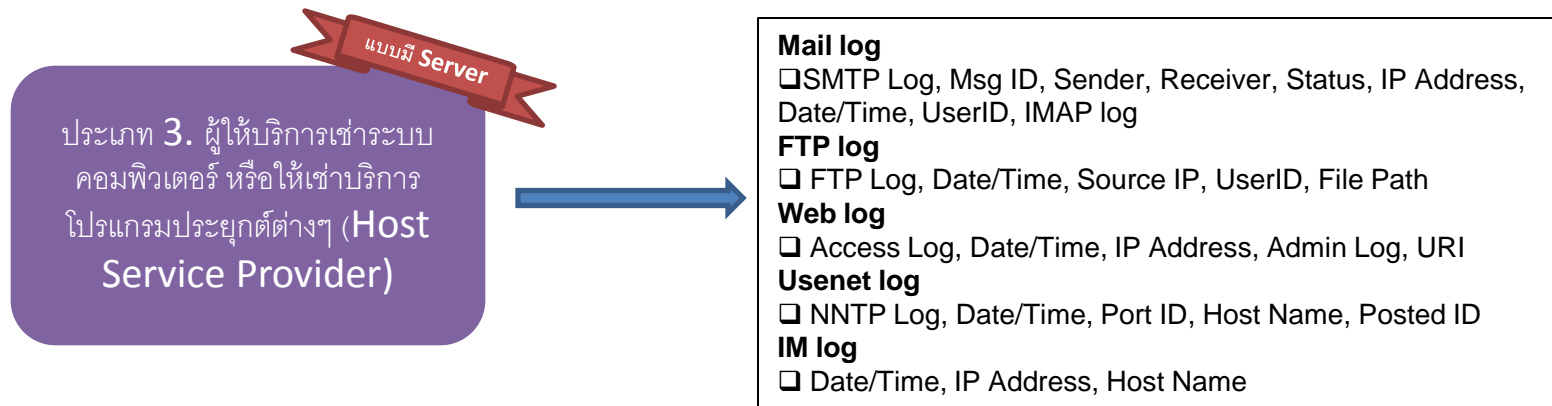 แบบมี Server
ประเภท 3. ผู้ให้บริการเช่าระบบ
คอมพิวเตอร์ หรือให้เช่าบริการ
โปรแกรมประยุกต์ต่างๆ (Host
Service Provider)
Mail log
❑SMTP Log, Msg ID, Sender, Receiver, Status, IP Address,
Date/Time, UserID, IMAP log
FTP log
❑ FTP Log, Date/Time, Source IP, UserID, File Path
Web log
❑ Access Log, Date/Time, IP Address, Admin Log, URI
Usenet log
❑ NNTP Log, Date/Time, Port ID, Host Name, Posted ID
IM log
❑ Date/Time, IP Address, Host Name